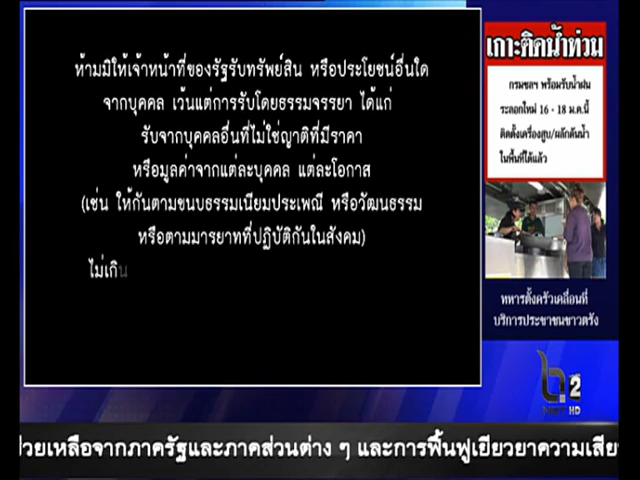 ห้ามมิให้เจ้าหน้าที่ของรัฐรับทรัพย์สิน หรือประโยชน์อื่นใด
จากบุคคล เว้นแต่การรับโดยธรรมจรรยา ได้แก่
รับจากบุคคลอื่นที่ไม่ใช่ญาติที่มีราคา
หรือมูลค่าจากแต่ละบุคคล แต่ละโอกาส
(เช่น ให้กันตามขนบธรรมเนียมประเพณี หรือวัฒนธรรม
หรือตามมารยาทที่ปฏิบัติกันในสังคม)
ไม่เกิน
เกาะติดน้ำท่วม
กรมชลฯ พร้อมรับน้ำฝน
ระลอกใหม่ 16 - 18 ม.ค.นี้
ติดตั้งเครื่องสูบ/ผลักดันน้ำ
ในพื้นที่ได้แล้ว
ทหารตั้งครัวเคลื่อนที่
บริการประชาชนชาวตรัง
2
HD
ช่วยเหลือจากภาครัฐและภาคส่วนต่าง ๆ และการฟื้นฟูเยียวยาความเสีย